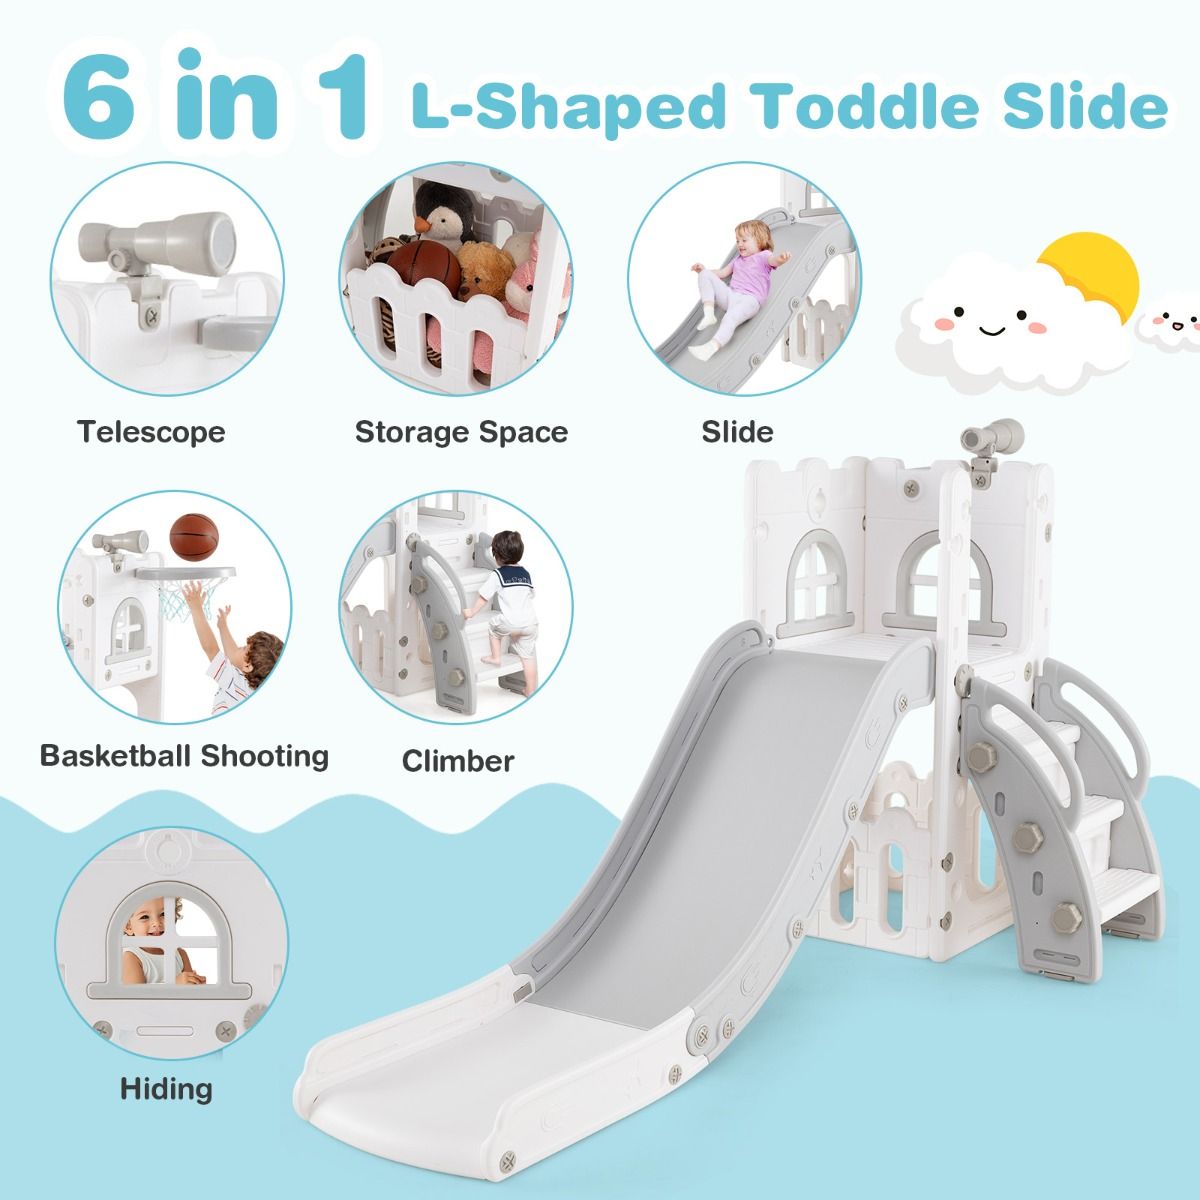 6 in 1 L-Shaped Toddle Slide
Telescope
Storage Space
Slide
Basketball Shooting
Climber
Hiding